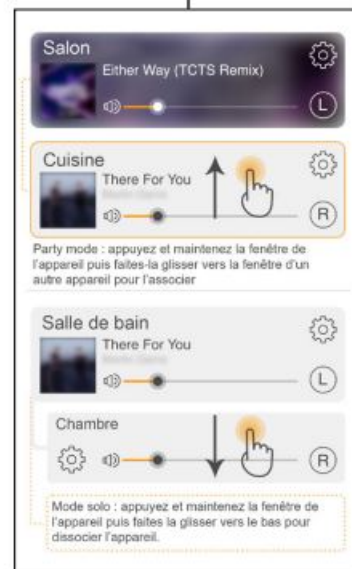 Salon
Either Way (TCTS Remix)
L
Cuisine
There For You
R
Party mode : appuyez et maintenez la fenêtre de
l'appareil puis faites-la glisser vers la fenêtre d'un
autre appareil pour l'associer
Salle de bain
There For You
L
Chambre
R
Mode solo : appuyez et maintenez la fenêtre de
l'appareil puis faites la glisser vers le bas pour
dissocier l'appareil.